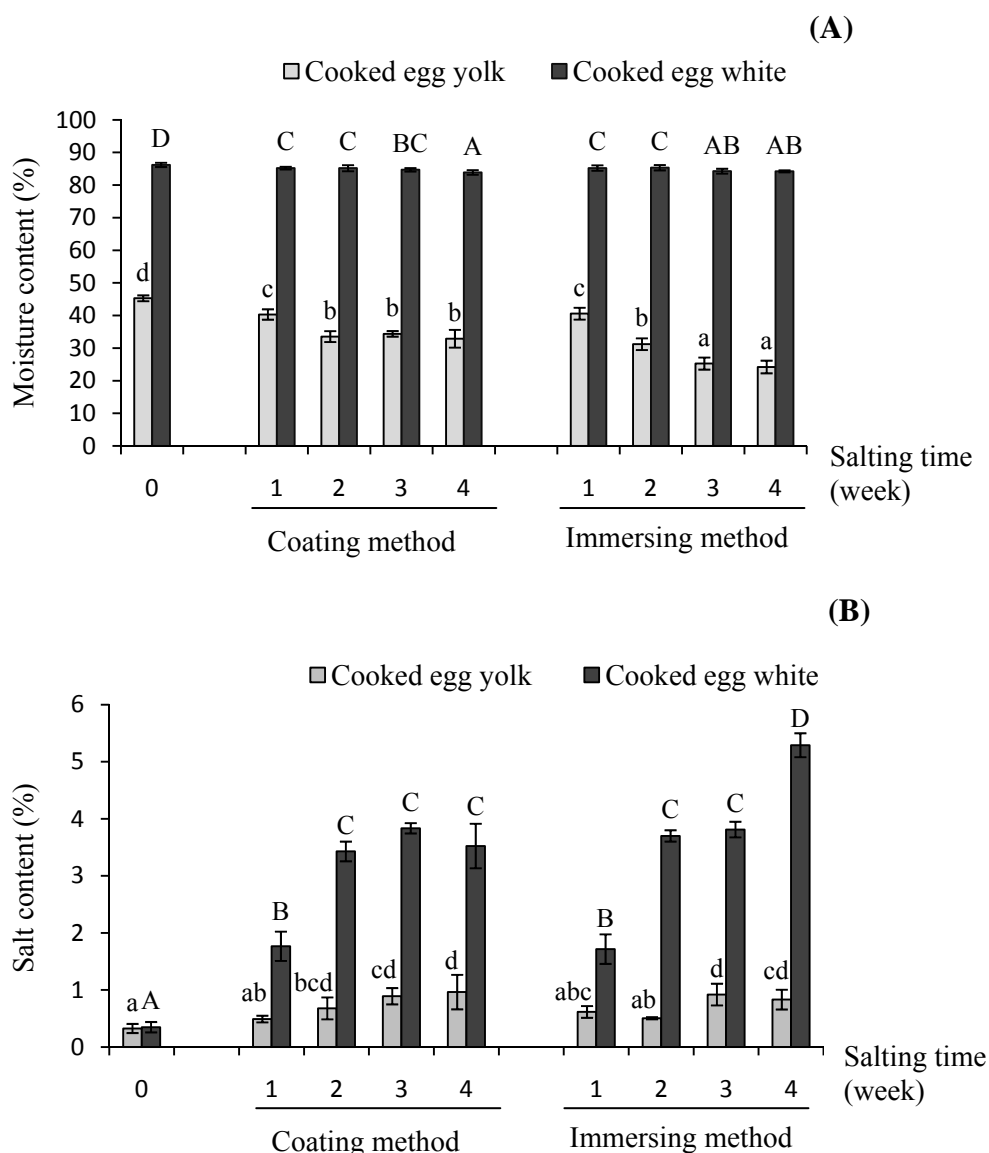 (A)
Cooked egg yolk Cooked egg white
Moisture content (%)
100
90
80
70
60
50
40
30
20
10
0
D C C BC A C C AB AB
d c b b b c b a a
0 1 2 3 4 1 2 3 4
Salting time
(week)
Coating method Immersing method
(B)
Cooked egg yolk Cooked egg white
Salt content (%)
6
5
4
3
2
1
0
a A ab B bcd C cd C d C abc B ab C d C cd D
0 1 2 3 4 1 2 3 4
Salting time
(week)
Coating method Immersing method